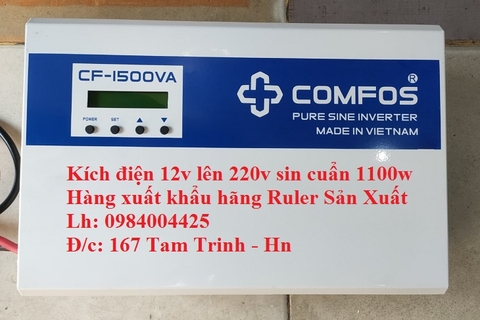 CF-1500VA
POWER SET ▲ ▼
COMFOS®
PURE SINE INVERTER
MADE IN VIETNAM
Kích điện 12v lên 220v sin cuẩn 1100w
Hàng xuất khẩu hãng Ruler Sản Xuất
Lh: 0984004425
Đ/c: 167 Tam Trinh - Hn